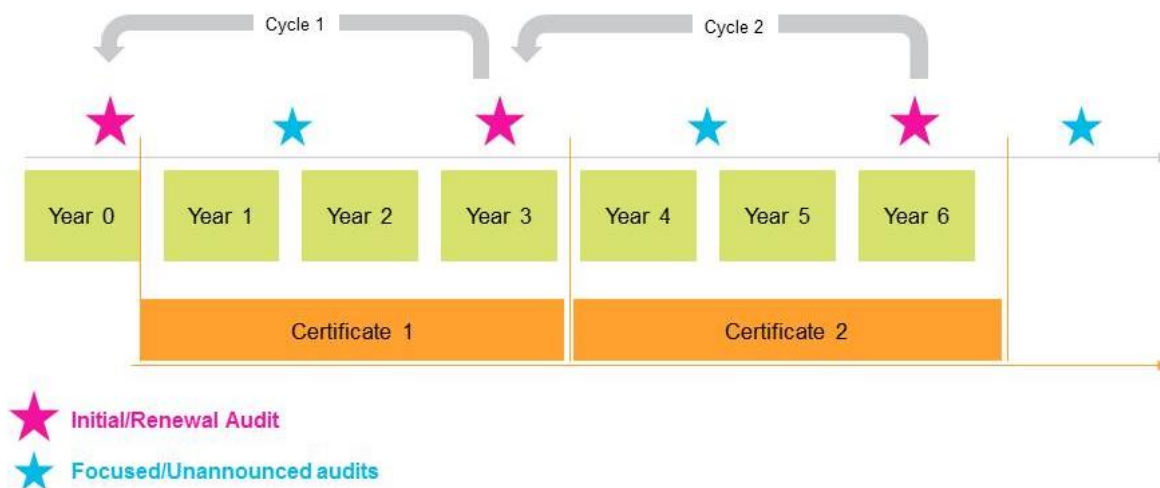 Cycle 1
Cycle 2
Year 0
Year 1
Year 2
Year 3
Year 4
Year 5
Year 6
Certificate 1
Certificate 2
Initial/Renewal Audit
Focused/Unannounced audits